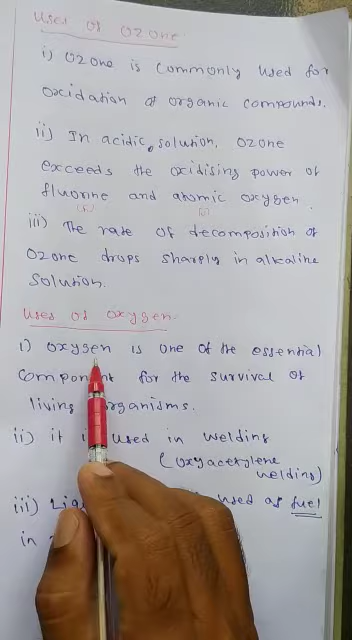 Uses of Ozone
i) Ozone is commonly used for
oxidation of organic compounds.
ii) In acidic solution, Ozone
exceeds the oxidising power of
fluorine and atomic oxygen.
iii) The rate of decomposition of
Ozone drops sharply in alkaline
Solution.
Uses of oxygen.
i) oxygen is one of the essential
component for the survival of
living organisms.
ii) it is used in welding
(oxyacetylene
welding)
iii) used as fuel
in